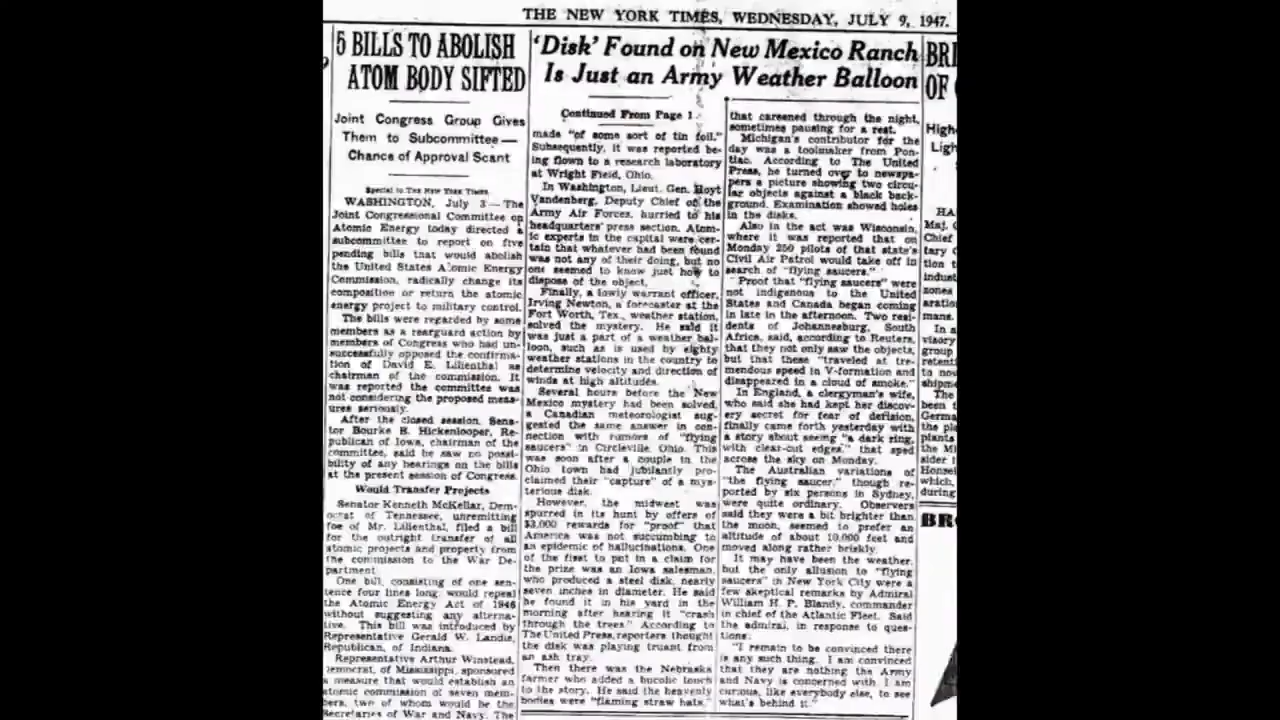 THE NEW YORK TIMES, WEDNESDAY, JULY 9, 1947.
5 BILLS TO ABOLISH
ATOM BODY SIFTED
Joint Congress Group Gives
Them to Subcommittee—
Chance of Approval Scant
Special to THE NEW YORK TIMES.
WASHINGTON, July 3—The
Joint Congressional Committee on
Atomic Energy today directed a
subcommittee to report on five
pending bills that would abolish
the United States Atomic Energy
Commission, radically change its
composition or return the atomic
energy project to military control.
The bills were regarded by some
members as a rearguard action by
members of Congress who had un-
successfully opposed the confirma-
tion of David E. Lilienthal as
chairman of the commission. It
was reported the committee was
not considering the proposed meas-
ures seriously.
After the closed session, Sena-
tor Bourke B. Hickenlooper, Re-
publican of Iowa, chairman of the
committee, said he saw no possi-
bility of any hearings on the bills
at the present session of Congress.
Would Transfer Projects
Senator Kenneth McKellar, Dem-
ocrat of Tennessee, unremitting
foe of Mr. Lilienthal, filed a bill
for the outright transfer of all
atomic projects and property from
the commission to the War De-
partment.
One bill, consisting of one sen-
tence four lines long, would repeal
the Atomic Energy Act of 1946
without suggesting any alterna-
tive. This bill was introduced by
Representative Gerald W. Landis,
Republican, of Indiana.
Representative Arthur Winstead,
Democrat, of Mississippi, sponsored
a measure that would establish an
atomic commission of seven mem-
bers, two of whom would be the
Secretaries of War and Navy. The
'Disk' Found on New Mexico Ranch
Is Just an Army Weather Balloon
Continued From Page 1
made "of some sort of tin foil."
Subsequently, it was reported be-
ing flown to a research laboratory
at Wright Field, Ohio.
In Washington, Lieut. Gen. Hoyt
Vandenberg, Deputy Chief of the
Army Air Forces, hurried to his
headquarters' press section. Atom-
ic experts in the capital were cer-
tain that whatever had been found
was not any of their doing, but no
one seemed to know just how to
dispose of the object.
Finally, a lowly warrant officer,
Irving Newton, a forecaster at the
Fort Worth, Tex., weather station,
solved the mystery. He said it
was just a part of a weather bal-
loon, such as is used by eighty
weather stations in the country to
determine velocity and direction of
winds at high altitudes.
Several hours before the New
Mexico mystery had been solved,
a Canadian meteorologist sug-
gested the same answer in con-
nection with rumors of "flying
saucers" in Circleville, Ohio. This
was soon after a couple in the
Ohio town had jubilantly pro-
claimed their "capture" of a mys-
terious disk.
However, the midwest was
spurred in its hunt by offers of
$3,000 rewards for "proof" that
America was not succumbing to
an epidemic of hallucinations. One
of the first to put in a claim for
the prize was an Iowa salesman,
who produced a steel disk, nearly
seven inches in diameter. He said
he found it in his yard in the
morning after hearing it "crash
through the trees." According to
The United Press, reporters thought
the disk was playing truant from
an ash tray.
Then there was the Nebraska
farmer who added a bucolic touch
to the story. He said the heavenly
bodies were "flaming straw hats,"
that careened through the night,
sometimes pausing for a rest.
Michigan's contributor for the
day was a toolmaker from Pon-
tiac. According to The United
Press, he turned over to newspa-
pers a picture showing two circu-
lar objects against a black back-
ground. Examination showed holes
in the disks.
Also in the act was Wisconsin,
where it was reported that on
Monday 250 pilots of that state's
Civil Air Patrol would take off in
search of "flying saucers."
Proof that "flying saucers" were
not indigenous to the United
States and Canada began coming
in late in the afternoon. Two resi-
dents of Johannesburg, South
Africa, said, according to Reuters,
that they not only saw the objects,
but that these "traveled at tre-
mendous speed in V-formation and
disappeared in a cloud of smoke."
In England, a clergyman's wife,
who said she had kept her discov-
ery secret for fear of derision,
finally came forth yesterday with
a story about seeing "a dark ring,
with clear-cut edges," that sped
across the sky on Monday.
The Australian variations of
"the flying saucer," though re-
ported by six persons in Sydney,
were quite ordinary. Observers
said they were a bit brighter than
the moon, seemed to prefer an
altitude of about 10,000 feet and
moved along rather briskly.
It may have been the weather,
but the only allusion to "flying
saucers" in New York City were a
few skeptical remarks by Admiral
William H. P. Blandy, commander
in chief of the Atlantic Fleet. Said
the admiral, in response to ques-
tions:
"I remain to be convinced there
is any such thing. I am convinced
that they are nothing the Army
and Navy is concerned with. I am
curious, like everybody else, to see
what's behind it."
BRI
OF
High
Ligh
HA
Maj. G
Chief
tary
tion t
indust
zones
aratio
mans.
In a
visory
group
retenti
to now
shipme
The
been t
Germa
the pla
plants
the Mi
sider i
Honsel
which,
during
BRO